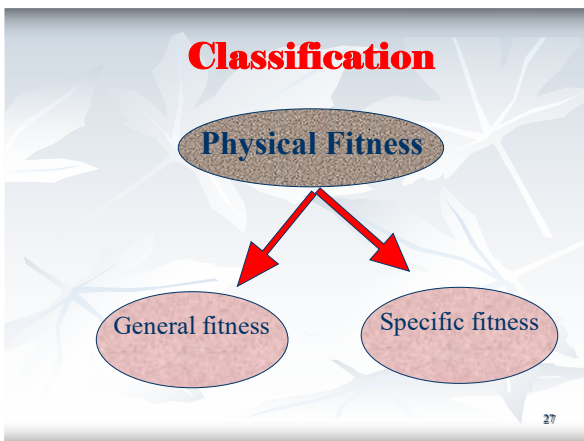 Classification
Physical Fitness
General fitness
Specific fitness
27